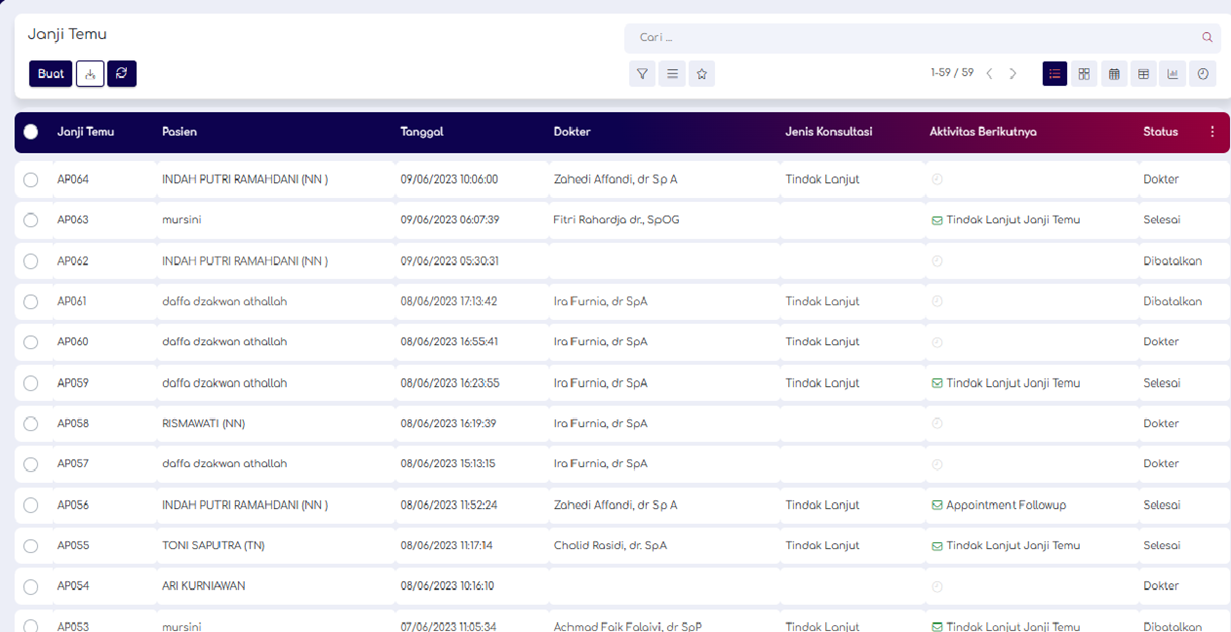 Janji Temu
Cari ...
Buat
1-59 / 59
Janji Temu Pasien Tanggal Dokter Jenis Konsultasi Aktivitas Berikutnya Status
AP064 INDAH PUTRI RAMAHDANI (NN ) 09/06/2023 10:06:00 Zahedi Affandi, dr Sp A Tindak Lanjut Dokter
AP063 mursini 09/06/2023 06:07:39 Fitri Rahardja dr., SpOG Tindak Lanjut Janji Temu Selesai
AP062 INDAH PUTRI RAMAHDANI (NN ) 09/06/2023 05:30:31 Dibatalkan
AP061 daffa dzakwan athallah 08/06/2023 17:13:42 Ira Furnia, dr SpA Tindak Lanjut Dibatalkan
AP060 daffa dzakwan athallah 08/06/2023 16:55:41 Ira Furnia, dr SpA Tindak Lanjut Dokter
AP059 daffa dzakwan athallah 08/06/2023 16:23:55 Ira Furnia, dr SpA Tindak Lanjut Tindak Lanjut Janji Temu Selesai
AP058 RISMAWATI (NN) 08/06/2023 16:19:39 Ira Furnia, dr SpA Dokter
AP057 daffa dzakwan athallah 08/06/2023 15:13:15 Ira Furnia, dr SpA Dokter
AP056 INDAH PUTRI RAMAHDANI (NN ) 08/06/2023 11:52:24 Zahedi Affandi, dr Sp A Tindak Lanjut Appointment Followup Selesai
AP055 TONI SAPUTRA (TN) 08/06/2023 11:17:14 Cholid Rasidi, dr. SpA Tindak Lanjut Tindak Lanjut Janji Temu Selesai
AP054 ARI KURNIAWAN 08/06/2023 10:16:10 Dokter
AP053 mursini 07/06/2023 11:05:34 Achmad Faik Falaivi, dr SpP Tindak Lanjut Tindak Lanjut Janji Temu Dibatalkan